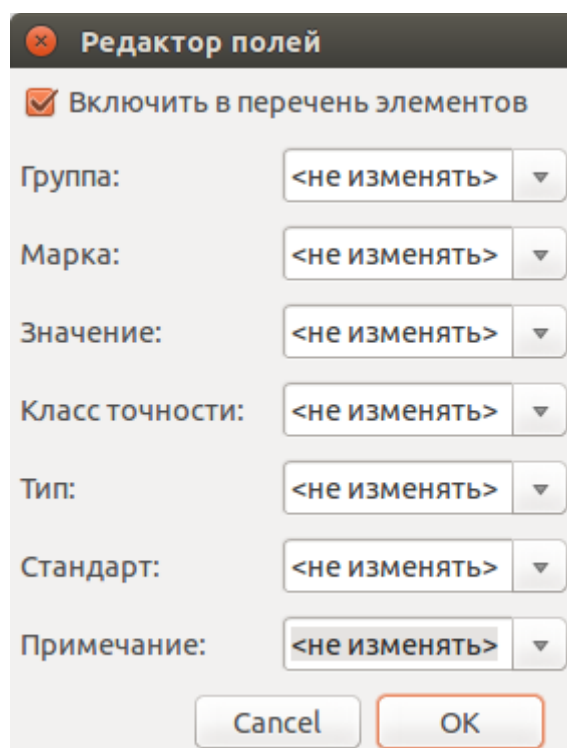 Редактор полей
Включить в перечень элементов
Группа: <не изменять>
Марка: <не изменять>
Значение: <не изменять>
Класс точности: <не изменять>
Тип: <не изменять>
Стандарт: <не изменять>
Примечание: <не изменять>
Cancel OK